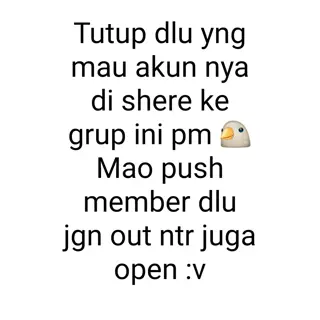 Tutup dlu yng
mau akun nya
di shere ke
grup ini pm 🐤
Mao push
member dlu
jgn out ntr juga
open :v